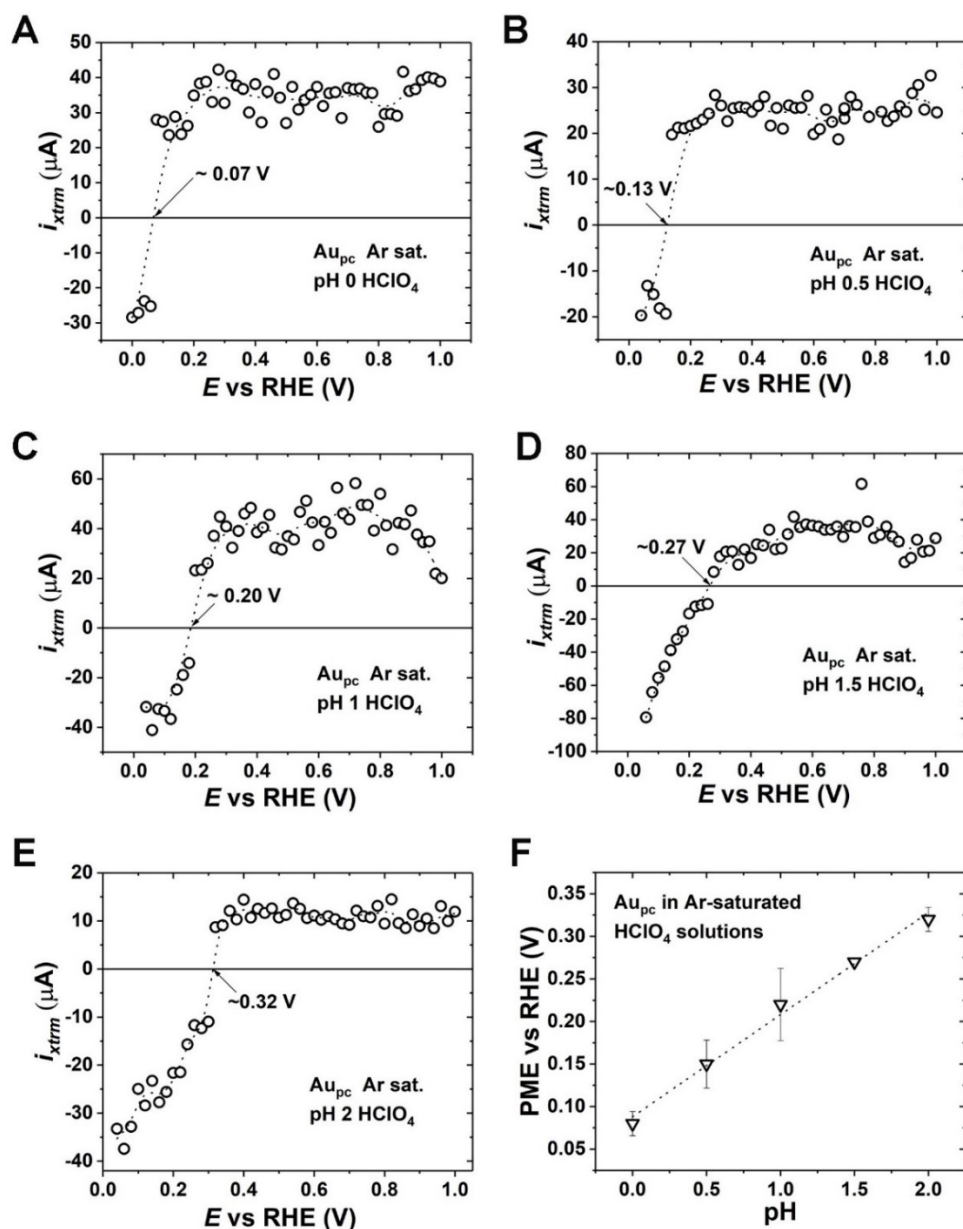 A
50
40
30
20
10
0
-10
-20
-30
i_xtrm (μA)
~ 0.07 V
Au_pc Ar sat.
pH 0 HClO₄
0.0 0.2 0.4 0.6 0.8 1.0
E vs RHE (V)
B
40
30
20
10
0
-10
-20
i_xtrm (μA)
~0.13 V
Au_pc Ar sat.
pH 0.5 HClO₄
0.0 0.2 0.4 0.6 0.8 1.0
E vs RHE (V)
C
60
40
20
0
-20
-40
i_xtrm (μA)
~ 0.20 V
Au_pc Ar sat.
pH 1 HClO₄
0.0 0.2 0.4 0.6 0.8 1.0
E vs RHE (V)
D
80
60
40
20
0
-20
-40
-60
-80
-100
i_xtrm (μA)
~0.27 V
Au_pc Ar sat.
pH 1.5 HClO₄
0.0 0.2 0.4 0.6 0.8 1.0
E vs RHE (V)
E
20
10
0
-10
-20
-30
-40
i_xtrm (μA)
~0.32 V
Au_pc Ar sat.
pH 2 HClO₄
0.0 0.2 0.4 0.6 0.8 1.0
E vs RHE (V)
F
0.35
0.30
0.25
0.20
0.15
0.10
0.05
PME vs RHE (V)
Au_pc in Ar-saturated
HClO₄ solutions
0.0 0.5 1.0 1.5 2.0
pH